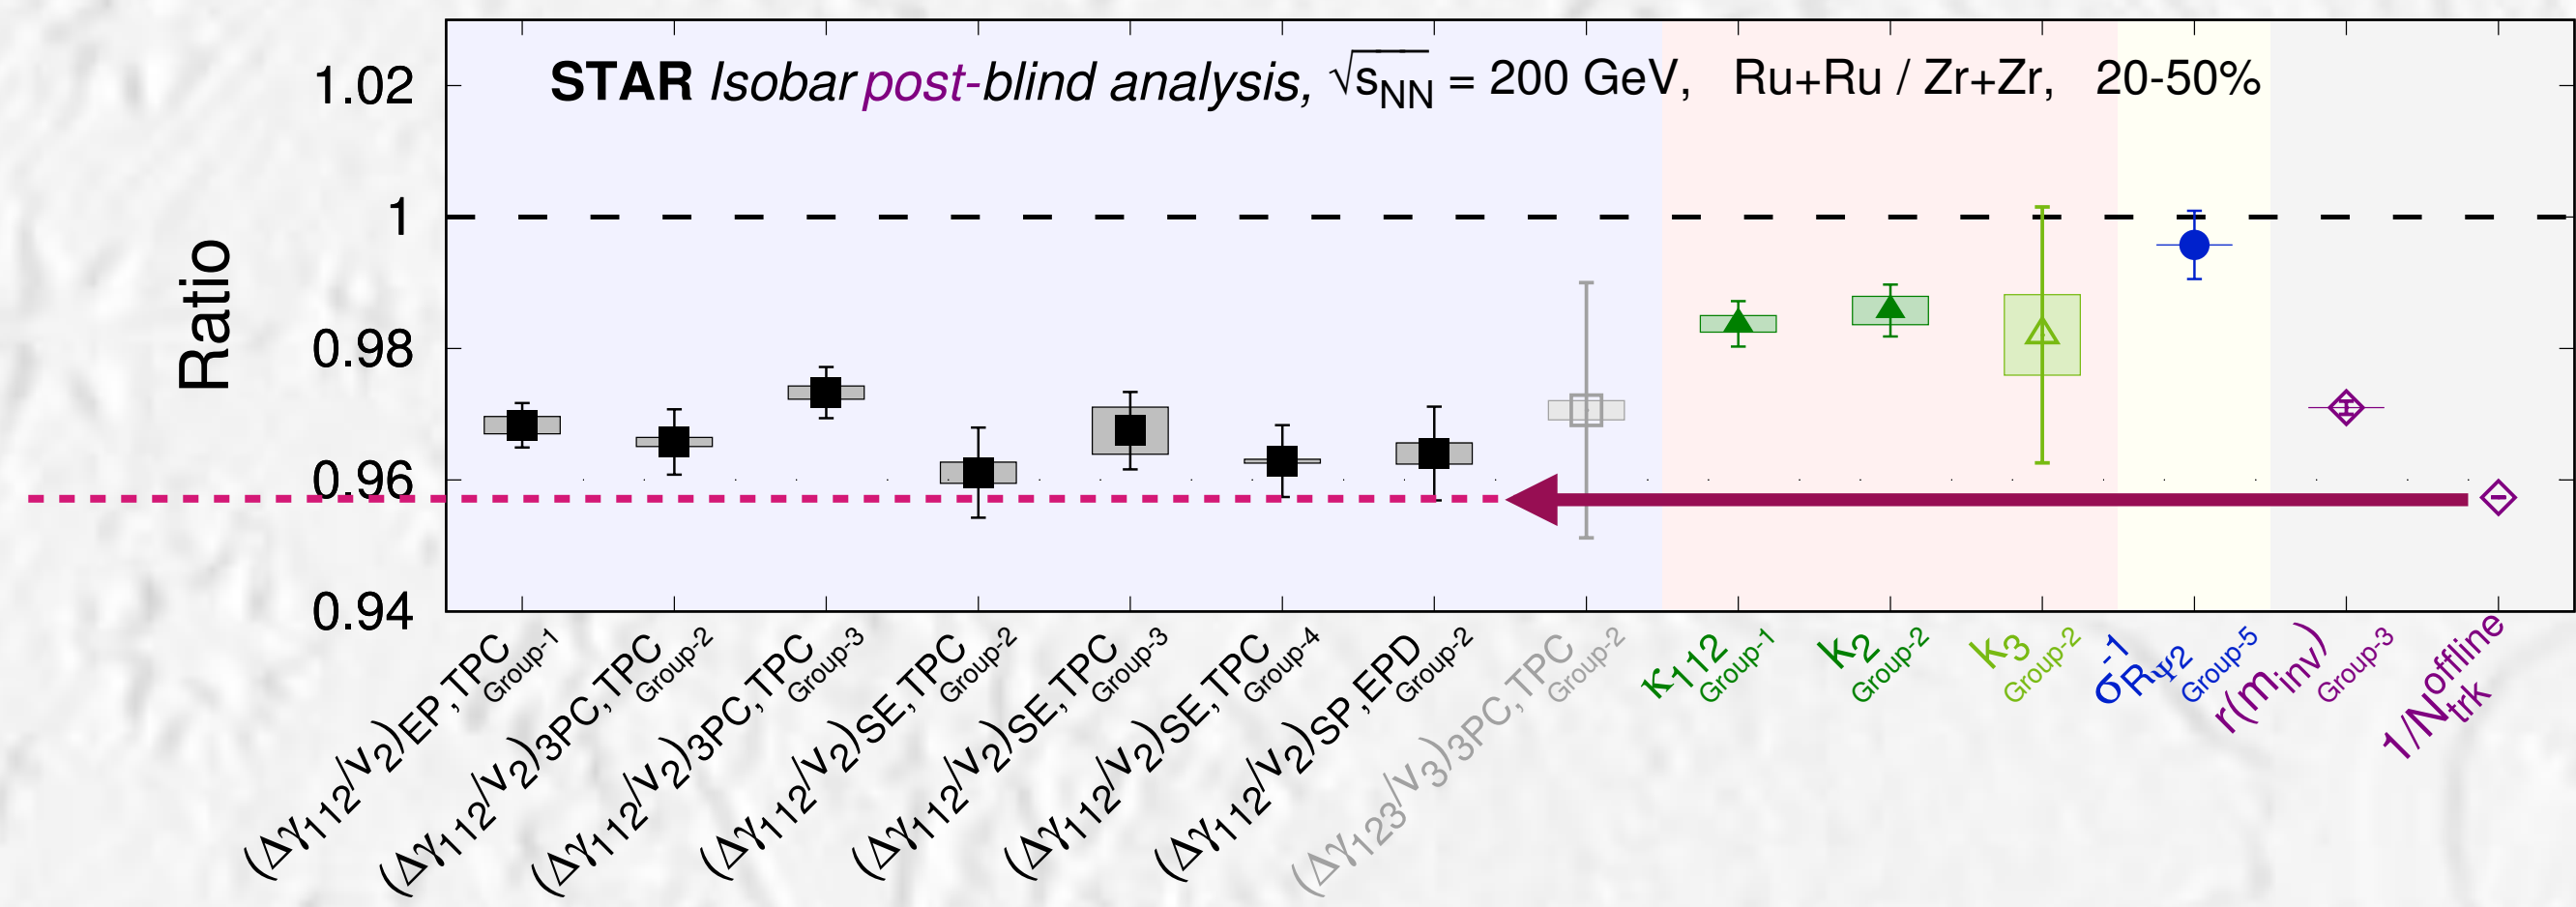 STAR Isobar post-blind analysis, √sNN = 200 GeV, Ru+Ru / Zr+Zr, 20-50%
Ratio
1.02
1
0.98
0.96
0.94
(Δγ112/v2)EP,TPC
Group-1
(Δγ112/v2)3PC,TPC
Group-2
(Δγ112/v2)3PC,TPC
Group-3
(Δγ112/v2)SE,TPC
Group-2
(Δγ112/v2)SE,TPC
Group-3
(Δγ112/v2)SE,TPC
Group-4
(Δγ112/v2)SP,EPD
Group-2
(Δγ123/v3)3PC,TPC
Group-2
κ112
Group-1
k2
Group-2
k3
Group-2
σ-1RΨ2
Group-5
r(minv)
Group-3
1/Nofflinetrk